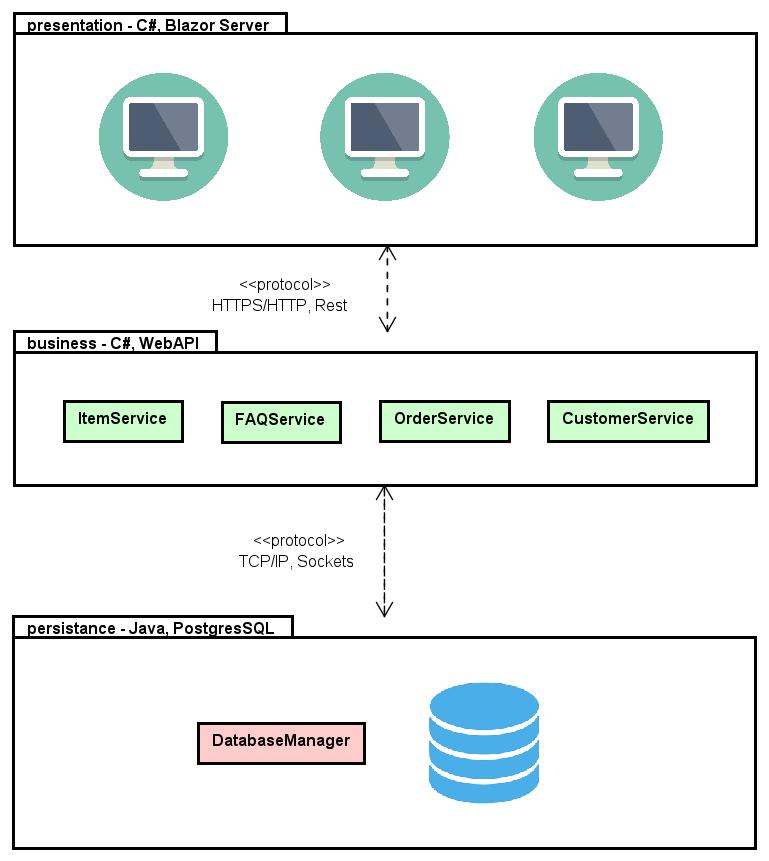 presentation - C#, Blazor Server
<<protocol>>
HTTPS/HTTP, Rest
business - C#, WebAPI
ItemService
FAQService
OrderService
CustomerService
<<protocol>>
TCP/IP, Sockets
persistance - Java, PostgresSQL
DatabaseManager